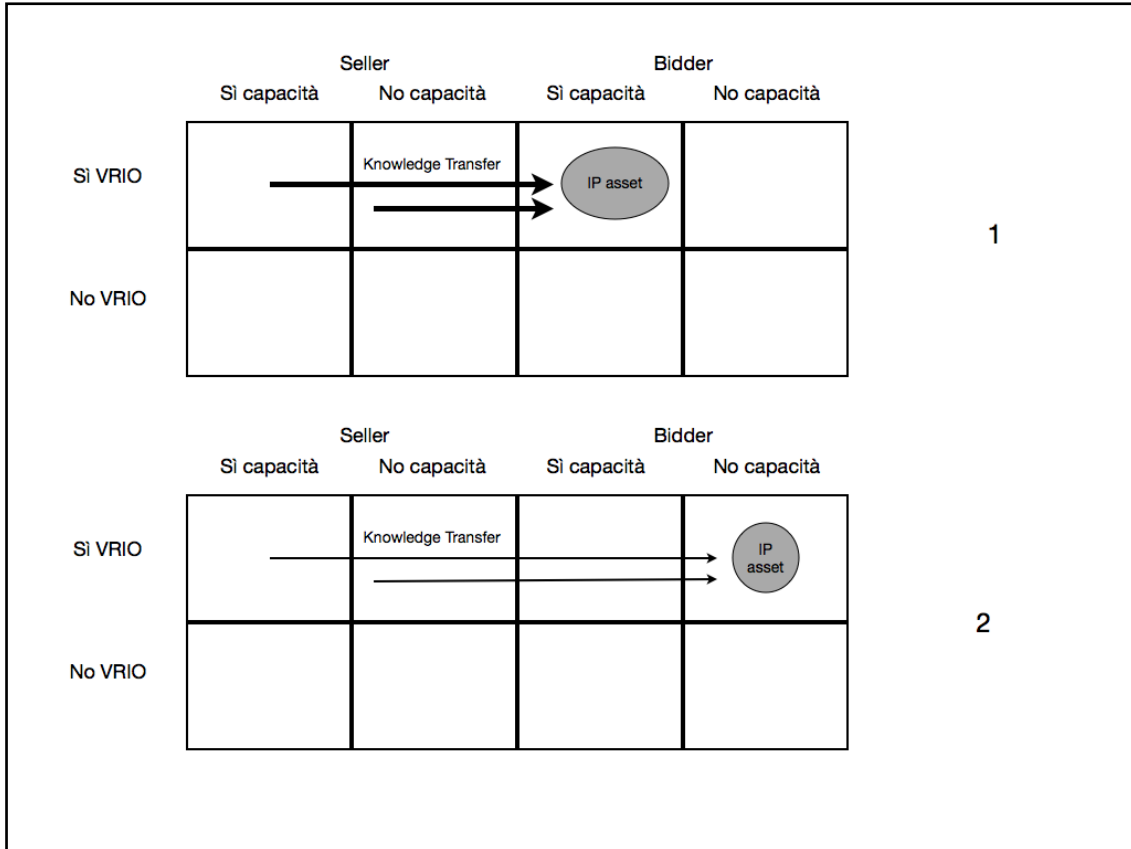 Seller Bidder
Sì capacità No capacità Sì capacità No capacità
Sì VRIO
Knowledge Transfer
IP asset
1
No VRIO
Seller Bidder
Sì capacità No capacità Sì capacità No capacità
Sì VRIO
Knowledge Transfer
IP
asset
2
No VRIO